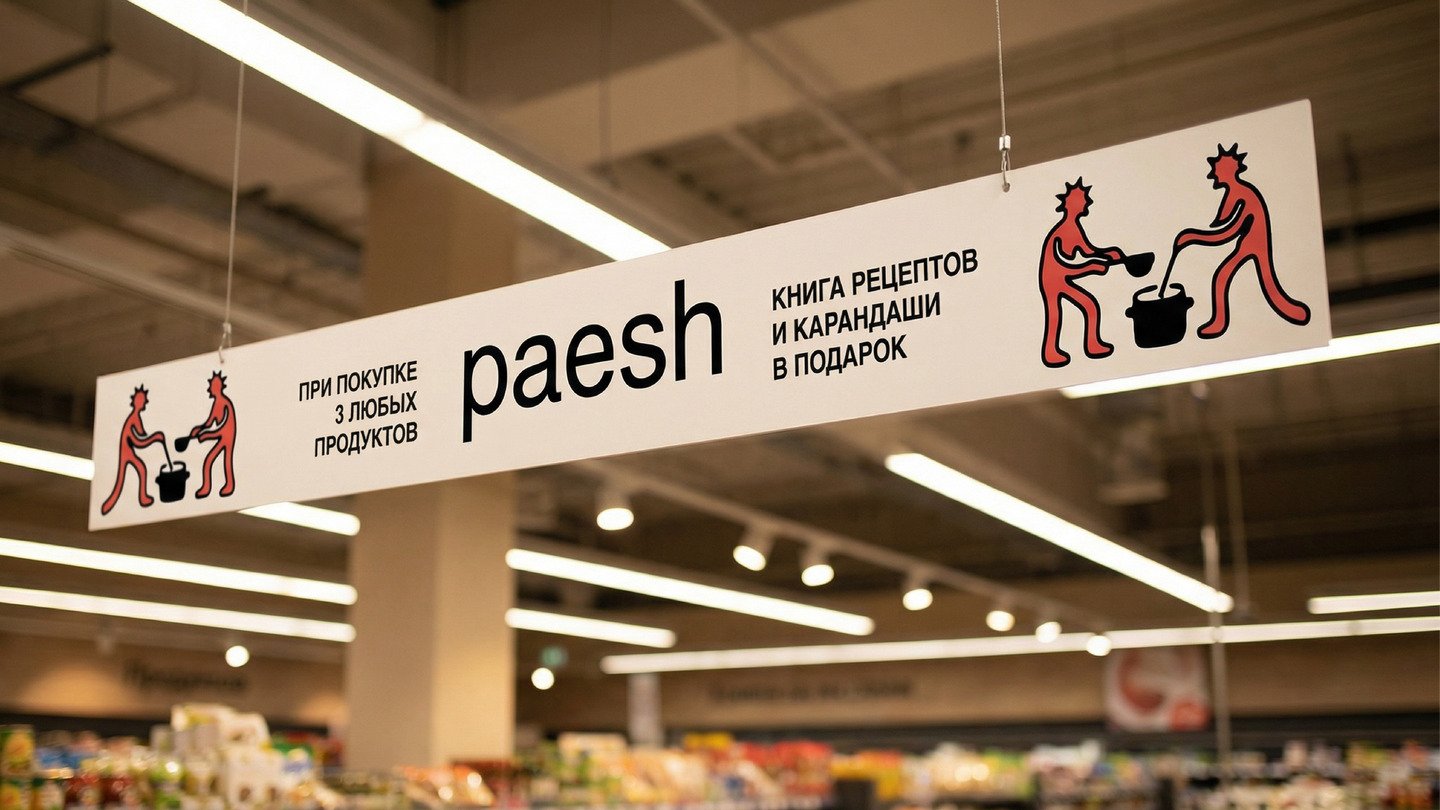 ПРИ ПОКУПКЕ
3 ЛЮБЫХ
ПРОДУКТОВ
paesh
КНИГА РЕЦЕПТОВ
И КАРАНДАШИ
В ПОДАРОК